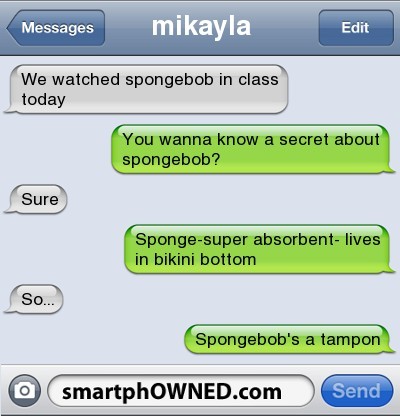 Messages mikayla Edit
We watched spongebob in class
today
You wanna know a secret about
spongebob?
Sure
Sponge-super absorbent- lives
in bikini bottom
So...
Spongebob's a tampon
smartphOWNED.com Send